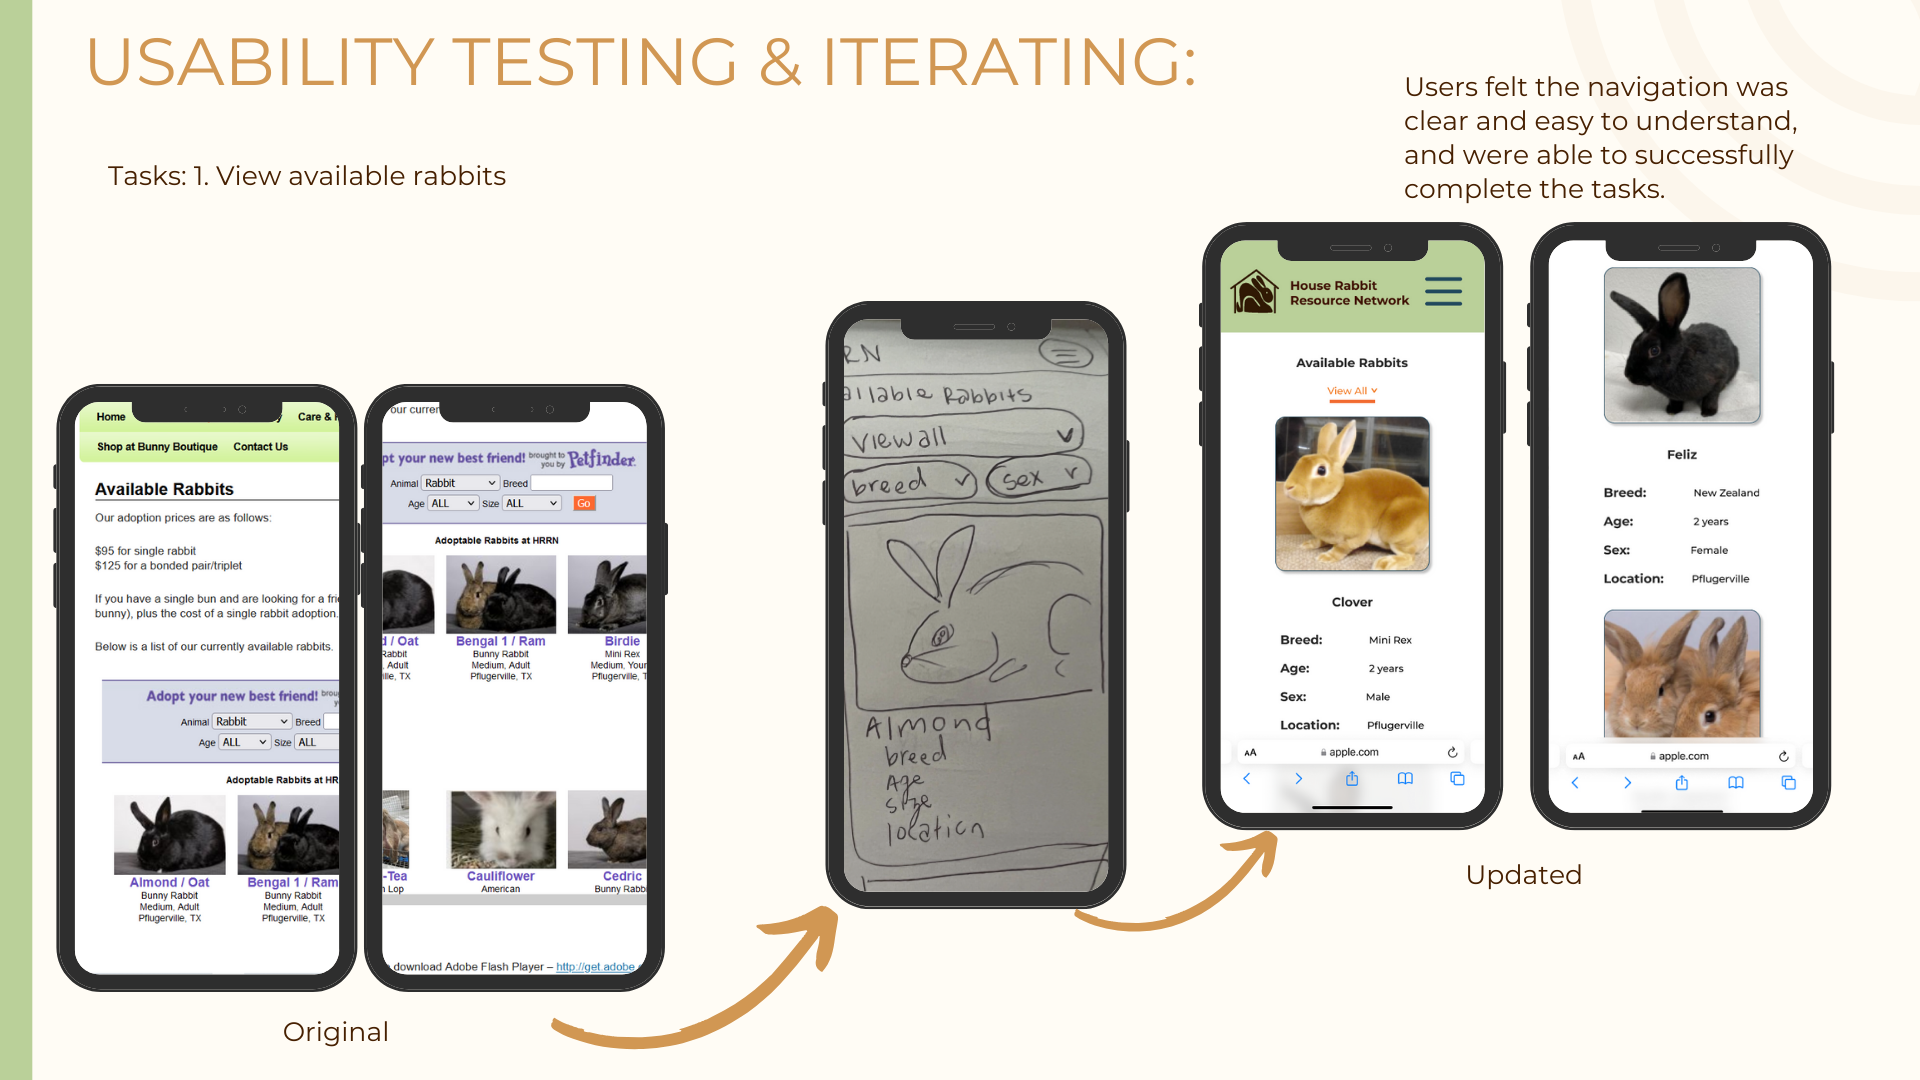 USABILITY TESTING & ITERATING:
Users felt the navigation was
clear and easy to understand,
and were able to successfully
complete the tasks.
Tasks: 1. View available rabbits
Home
Care &
Shop at Bunny Boutique Contact Us
Available Rabbits
Our adoption prices are as follows:
$95 for single rabbit
$125 for a bonded pair/triplet
If you have a single bun and are looking for a
bunny), plus the cost of a single rabbit adoption.
Below is a list of our currently available rabbits.
Adopt your new best friend!
Animal Rabbit Breed
Age ALL Size ALL
Adoptable Rabbits at HR
Almond / Oat
Bunny Rabbit
Medium, Adult
Pflugerville, TX
Bengal 1 / Ram
Bunny Rabbit
Medium, Adult
Pflugerville, TX
our curren
pt your new best friend! brought to you by Petfinder.
Animal Rabbit Breed
Age ALL Size ALL Go
Adoptable Rabbits at HRRN
/ Oat
Rabbit
, Adult
ille, TX
Bengal 1 / Ram
Bunny Rabbit
Medium, Adult
Pflugerville, TX
Birdie
Mini Rex
Medium, Your
Pflugerville, T
-Tea
Lop
Cauliflower
American
Cedric
Bunny Rabb
download Adobe Flash Player – http://get.adobe
Original
RN
ailable Rabbits
View all
breed
sex
Almond
breed
Age
size
location
House Rabbit
Resource Network
Available Rabbits
View All
Clover
Breed: Mini Rex
Age: 2 years
Sex: Male
Location: Pflugerville
AA apple.com
Feliz
Breed: New Zealand
Age: 2 years
Sex: Female
Location: Pflugerville
AA apple.com
Updated